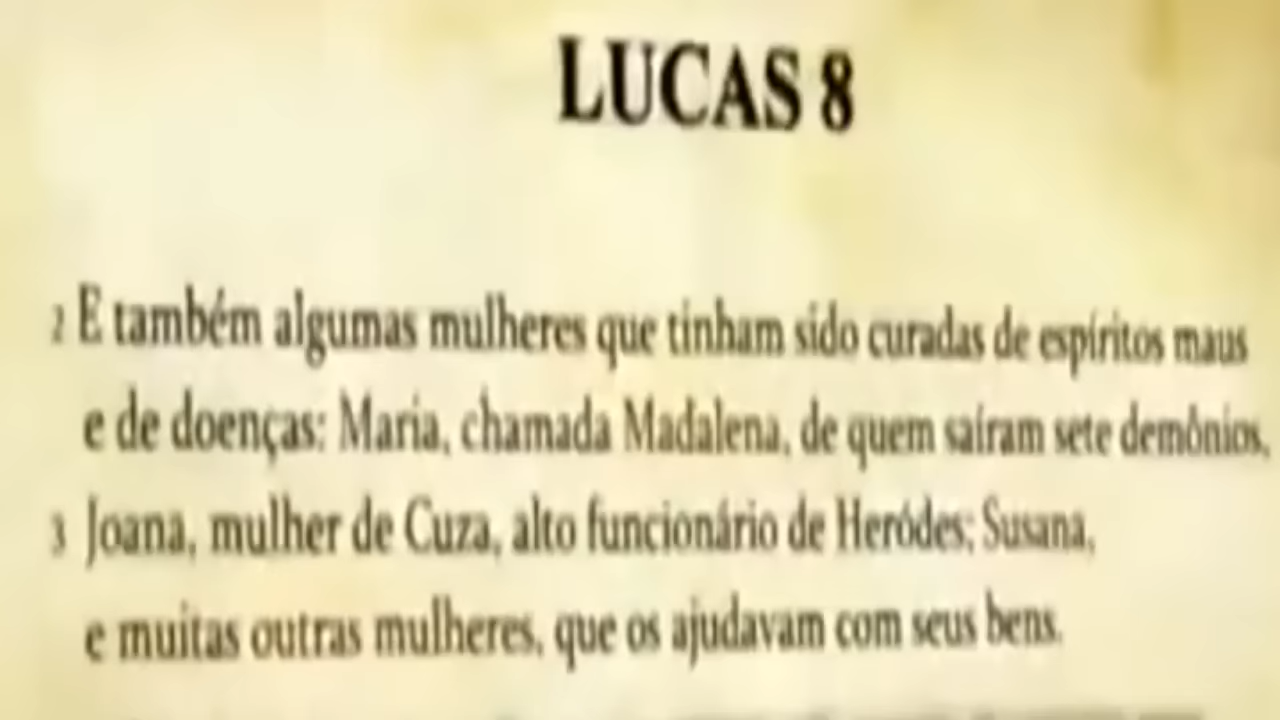 LUCAS 8
2 E também algumas mulheres que tinham sido curadas de espíritos maus
e de doenças: Maria, chamada Madalena, de quem saíram sete demônios,
3 Joana, mulher de Cuza, alto funcionário de Heródes; Susana,
e muitas outras mulheres, que os ajudavam com seus bens.